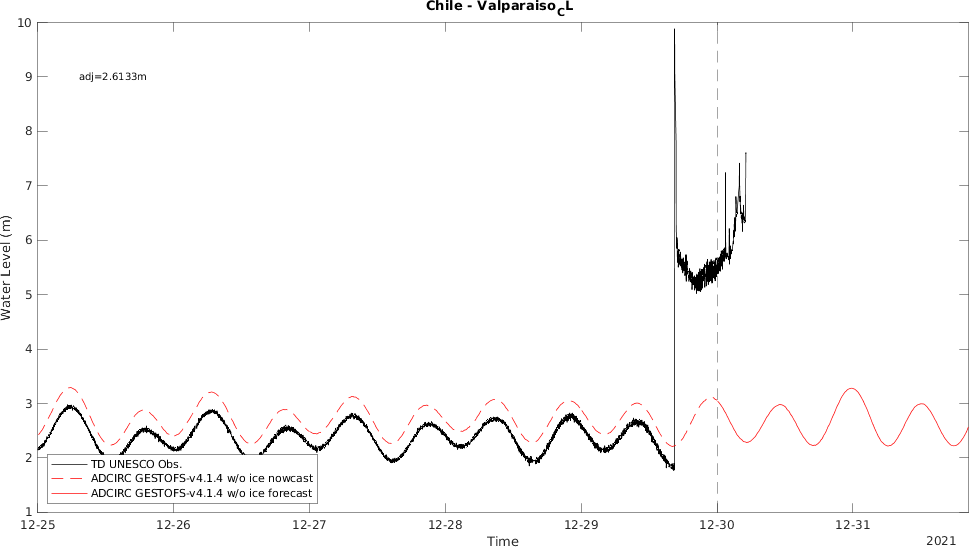 Chile - Valparaiso_CL
10
9
adj=2.6133m
8
7
6
5
4
3
2
1
Water Level (m)
TD UNESCO Obs.
ADCIRC GESTOFS-v4.1.4 w/o ice nowcast
ADCIRC GESTOFS-v4.1.4 w/o ice forecast
12-25 12-26 12-27 12-28 12-29 12-30 12-31
Time
2021